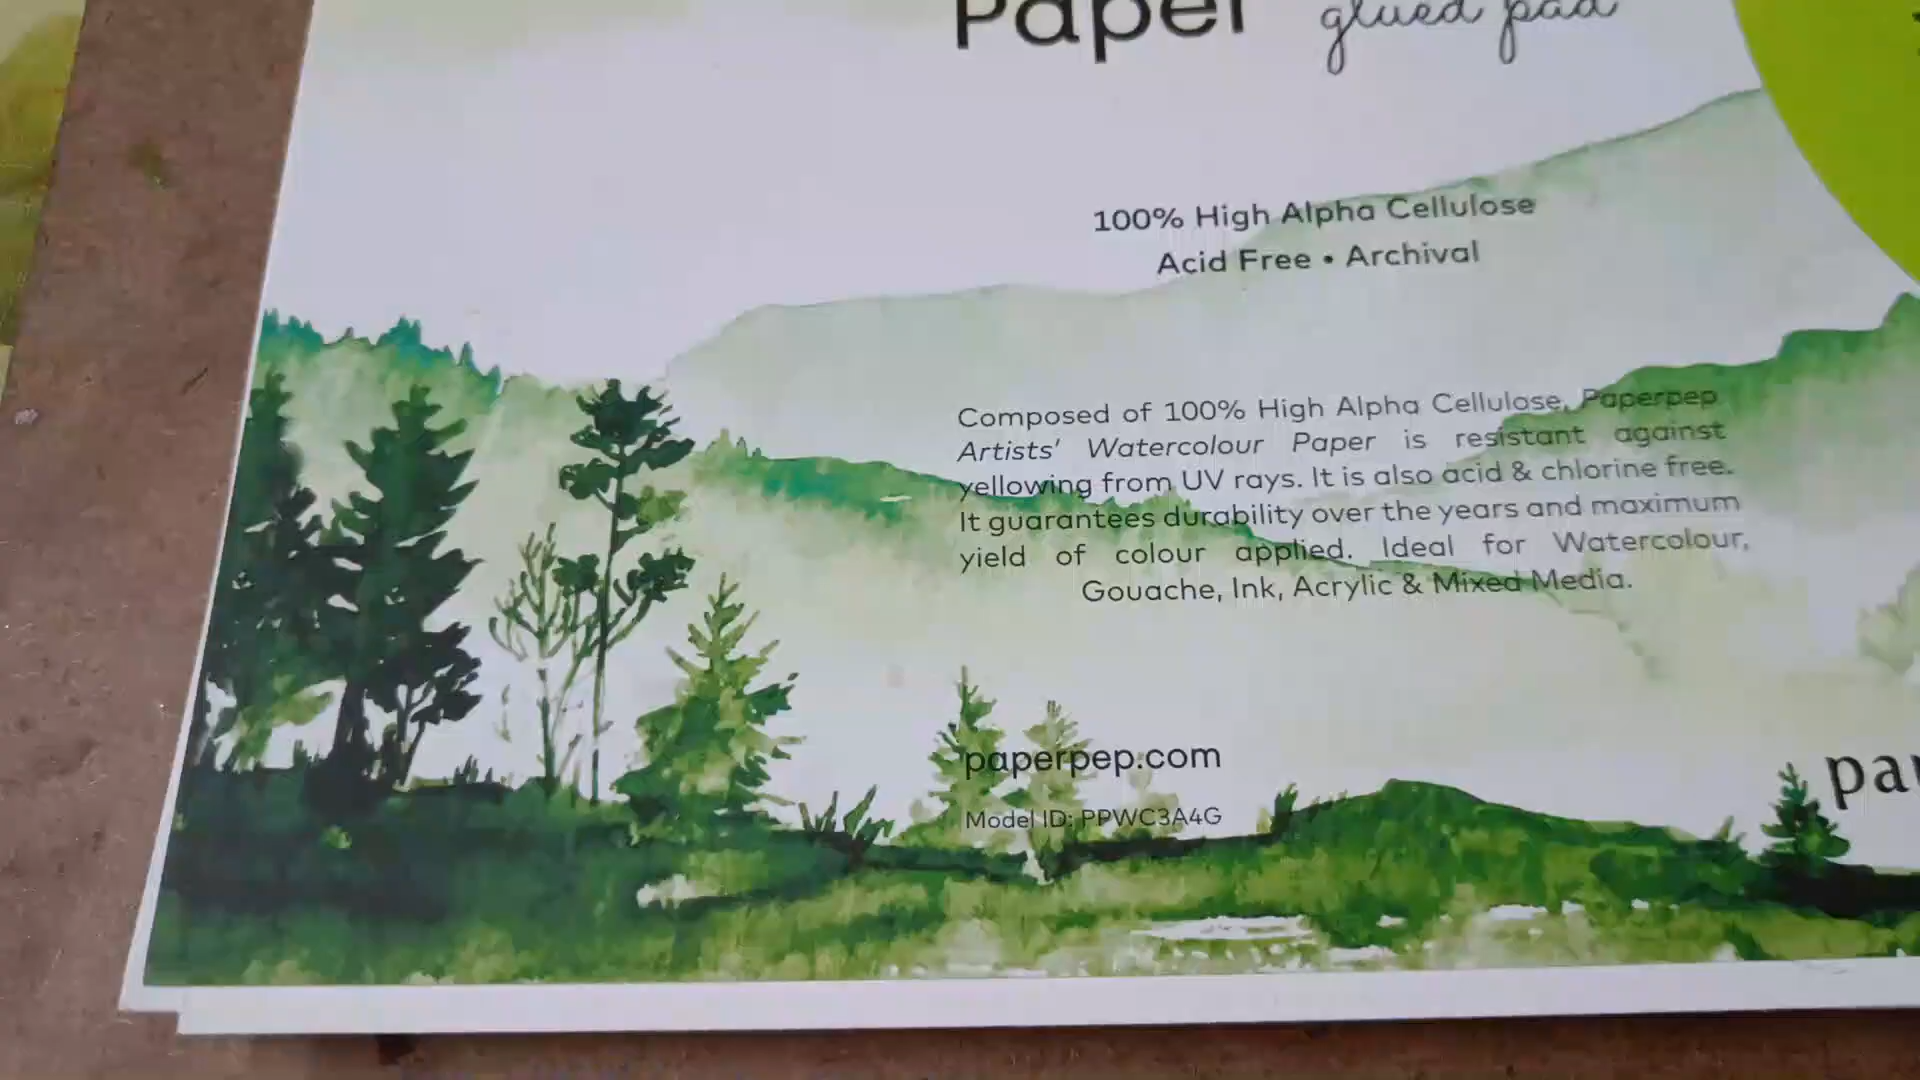 Paper glued pad
100% High Alpha Cellulose
Acid Free • Archival
Composed of 100% High Alpha Cellulose, Paperpep
Artists' Watercolour Paper is resistant against
yellowing from UV rays. It is also acid & chlorine free.
It guarantees durability over the years and maximum
yield of colour applied. Ideal for Watercolour,
Gouache, Ink, Acrylic & Mixed Media.
paperpep.com
Model ID: PPWC3A4G